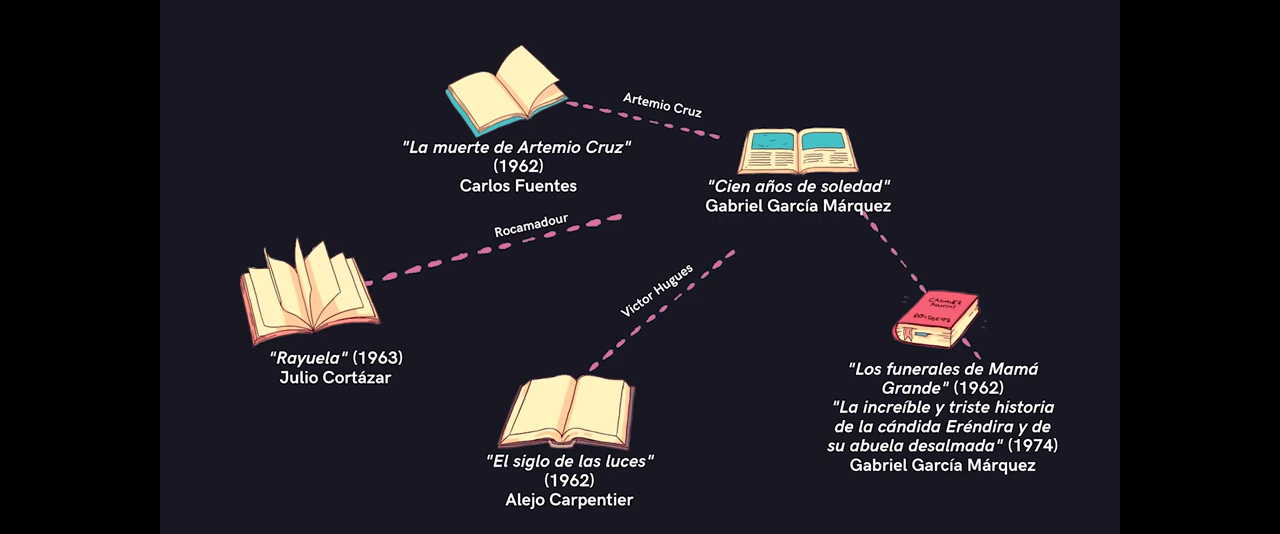 Artemio Cruz
"La muerte de Artemio Cruz"
(1962)
Carlos Fuentes
"Cien años de soledad"
Gabriel García Márquez
Rocamadour
Victor Hugues
"Rayuela" (1963)
Julio Cortázar
"Los funerales de Mamá
Grande" (1962)
"La increíble y triste historia
de la cándida Eréndira y de
su abuela desalmada" (1974)
Gabriel García Márquez
"El siglo de las luces"
(1962)
Alejo Carpentier